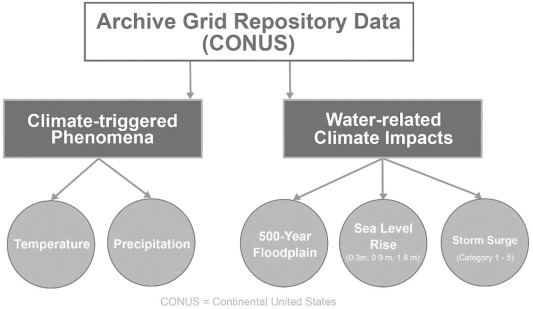 Archive Grid Repository Data
(CONUS)
Climate-triggered
Phenomena
Water-related
Climate Impacts
Temperature
Precipitation
500-Year
Floodplain
Sea Level
Rise
(0.3m, 0.9 m, 1.8 m)
Storm Surge
(Category 1 - 5)
CONUS = Continental United States